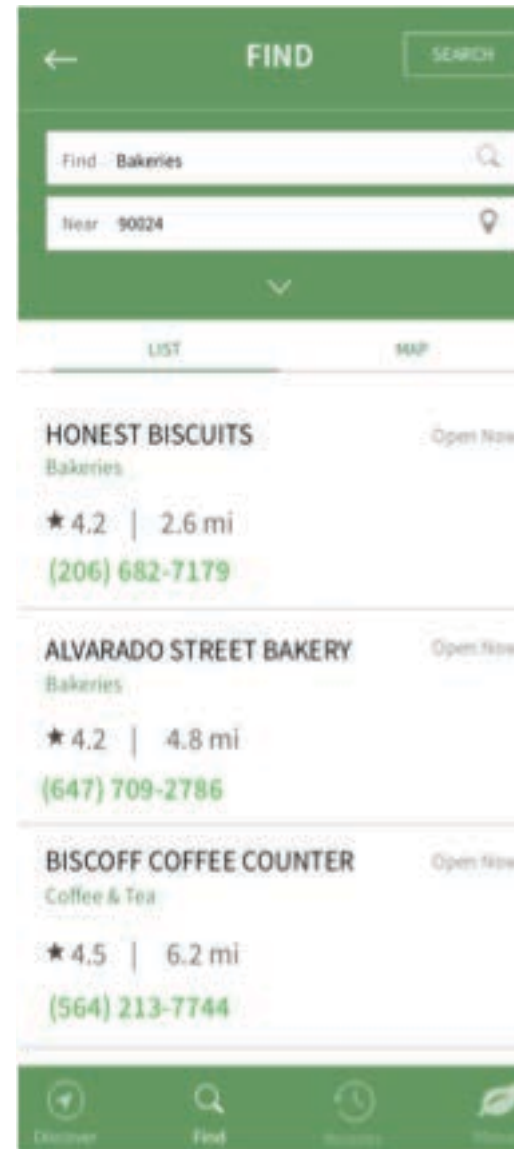 FIND SEARCH
Find Bakeries
Near 90024
LIST MAP
HONEST BISCUITS Open Now
Bakeries
★ 4.2 | 2.6 mi
(206) 682-7179
ALVARADO STREET BAKERY Open Now
Bakeries
★ 4.2 | 4.8 mi
(647) 709-2786
BISCOFF COFFEE COUNTER Open Now
Coffee & Tea
★ 4.5 | 6.2 mi
(564) 213-7744
Discover Find